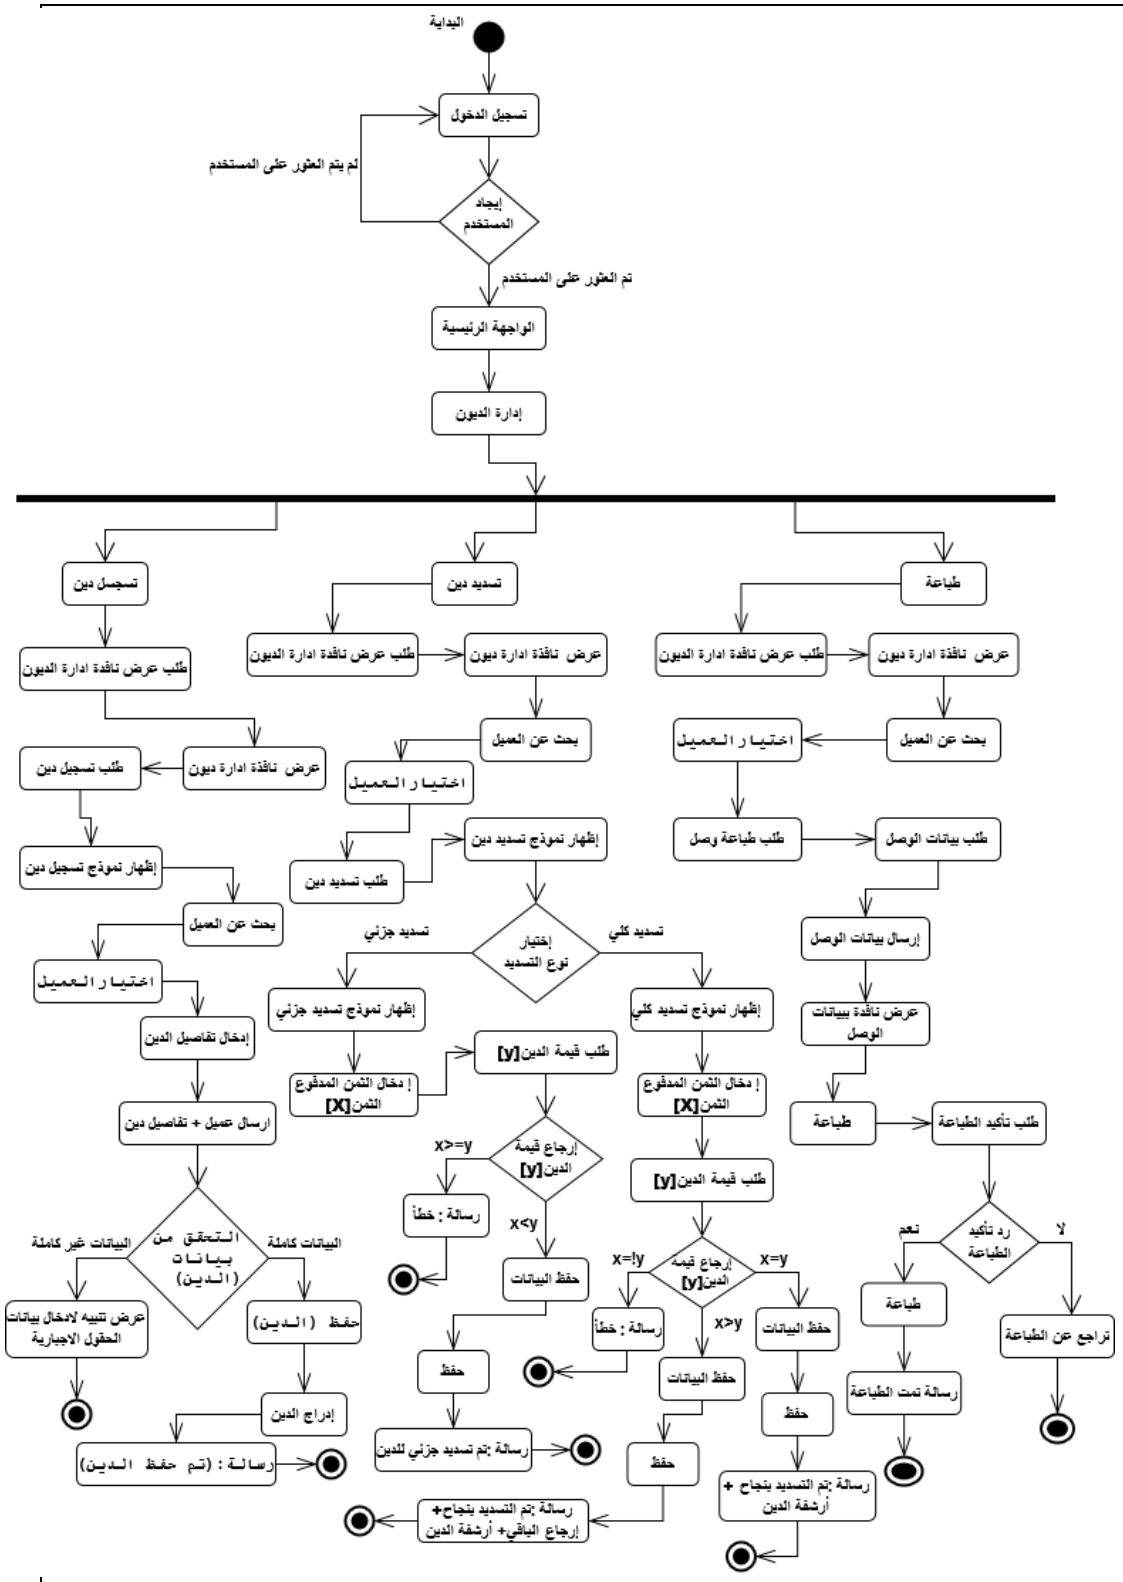 البداية
تسجيل الدخول
لم يتم العثور على المستخدم
إيجاد
المستخدم
تم العثور على المستخدم
الواجهة الرئيسية
إدارة الديون
تسجسل دين
تسديد دين
طباعة
طلب عرض نافدة ادارة الديون
طلب عرض نافدة ادارة الديون
عرض نافذة ادارة ديون
طلب عرض نافدة ادارة الديون
عرض نافذة ادارة ديون
بحث عن العميل
اختيار العميل
بحث عن العميل
طلب تسجيل دين
عرض نافذة ادارة ديون
اختيار العميل
إظهار نموذج تسجيل دين
طلب تسديد دين
إظهار نموذج تسديد دين
طلب طباعة وصل
طلب بيانات الوصل
بحث عن العميل
تسديد جزئي
إختيار
نوع التسديد
تسديد كلي
إرسال بيانات الوصل
اختيار العميل
إظهار نموذج تسديد جزئي
إظهار نموذج تسديد كلي
عرض نافدة ببيانات
الوصل
إدخال تفاصيل الدين
طلب قيمة الدين[y]
إدخال الثمن المدفوع
الثمن[X]
إدخال الثمن المدفوع
الثمن[X]
ارسال عميل + تفاصيل دين
طباعة
طلب تأكيد الطباعة
x>=y
إرجاع قيمة
الدين[y]
طلب قيمة الدين[y]
رسالة : خطأ
x<y
نعم
رد تأكيد
الطباعة
لا
البيانات غير كاملة
التحقق من
بيانات
(الدين)
البيانات كاملة
حفظ البيانات
x=!y
إرجاع قيمة
الدين[y]
x=y
طباعة
عرض تنبيه لادخال بيانات
الحقول الاجبارية
حفظ (الدين)
رسالة : خطأ
x>y
حفظ البيانات
تراجع عن الطباعة
حفظ
حفظ البيانات
رسالة تمت الطباعة
إدراج الدين
حفظ
رسالة: (تم حفظ الدين)
رسالة :تم تسديد جزئي للدين
حفظ
رسالة :تم التسديد بنجاح +
أرشفة الدين
رسالة :تم التسديد بنجاح+
إرجاع الباقي+ أرشفة الدين